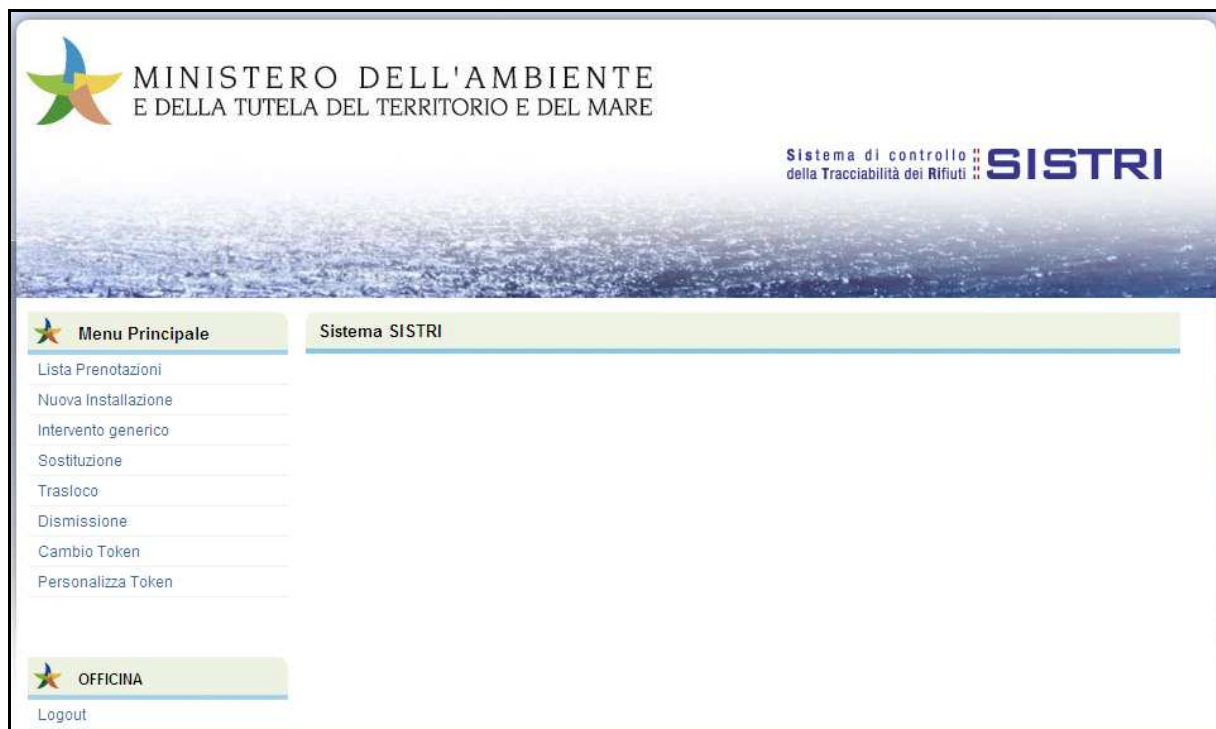 MINISTERO DELL'AMBIENTE
E DELLA TUTELA DEL TERRITORIO E DEL MARE
Sistema di controllo
della Tracciabilità dei Rifiuti
SISTRI
Menu Principale
Lista Prenotazioni
Nuova Installazione
Intervento generico
Sostituzione
Trasloco
Dismissione
Cambio Token
Personalizza Token
OFFICINA
Logout
Sistema SISTRI